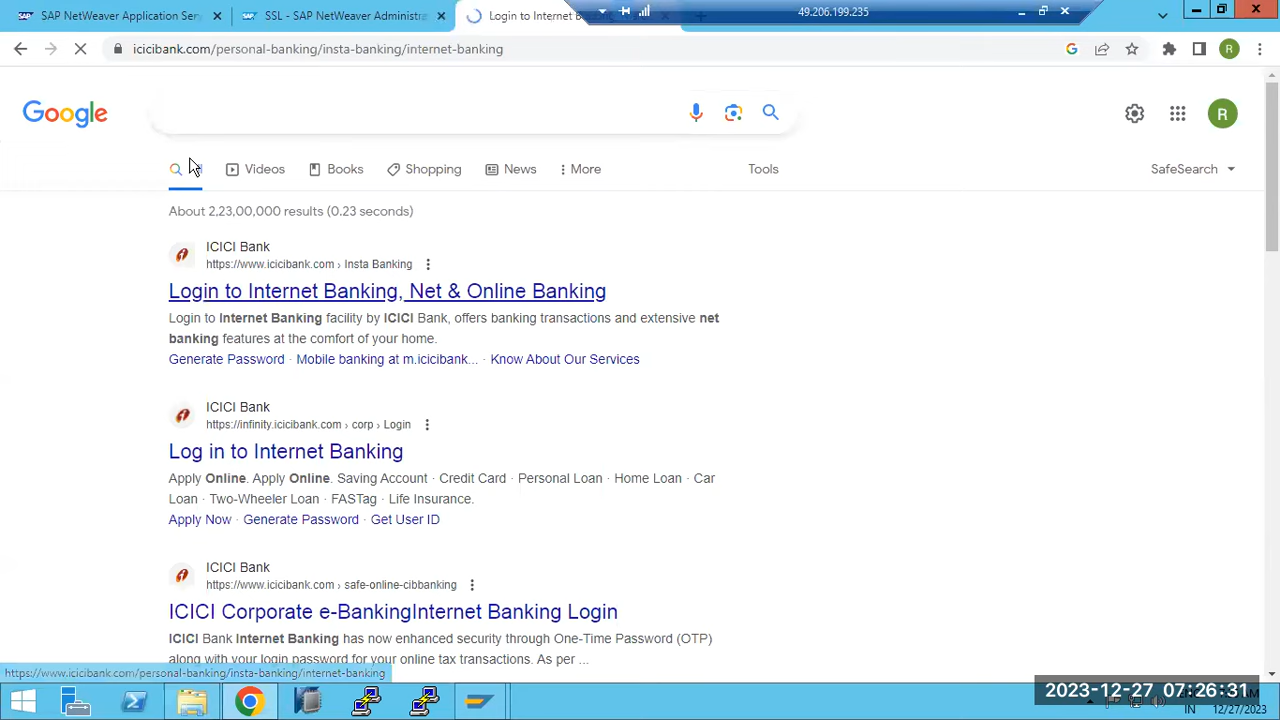 SAP NetWeaver Application Serve
SSL - SAP NetWeaver Administra
Login to Internet B
49.206.199.235
icicibank.com/personal-banking/insta-banking/internet-banking
R
Google
R
Videos
Books
Shopping
News
More
Tools
SafeSearch
About 2,23,00,000 results (0.23 seconds)
ICICI Bank
https://www.icicibank.com › Insta Banking
Login to Internet Banking, Net & Online Banking
Login to Internet Banking facility by ICICI Bank, offers banking transactions and extensive net
banking features at the comfort of your home.
Generate Password · Mobile banking at m.icicibank... · Know About Our Services
ICICI Bank
https://infinity.icicibank.com › corp › Login
Log in to Internet Banking
Apply Online. Apply Online. Saving Account · Credit Card · Personal Loan · Home Loan · Car
Loan · Two-Wheeler Loan · FASTag · Life Insurance.
Apply Now · Generate Password · Get User ID
ICICI Bank
https://www.icicibank.com › safe-online-cibbanking
ICICI Corporate e-BankingInternet Banking Login
ICICI Bank Internet Banking has now enhanced security through One-Time Password (OTP)
along with your login password for your online tax transactions. As per ...
https://www.icicibank.com/personal-banking/insta-banking/internet-banking
2023-12-27 07:26:31
IN
12/27/2023